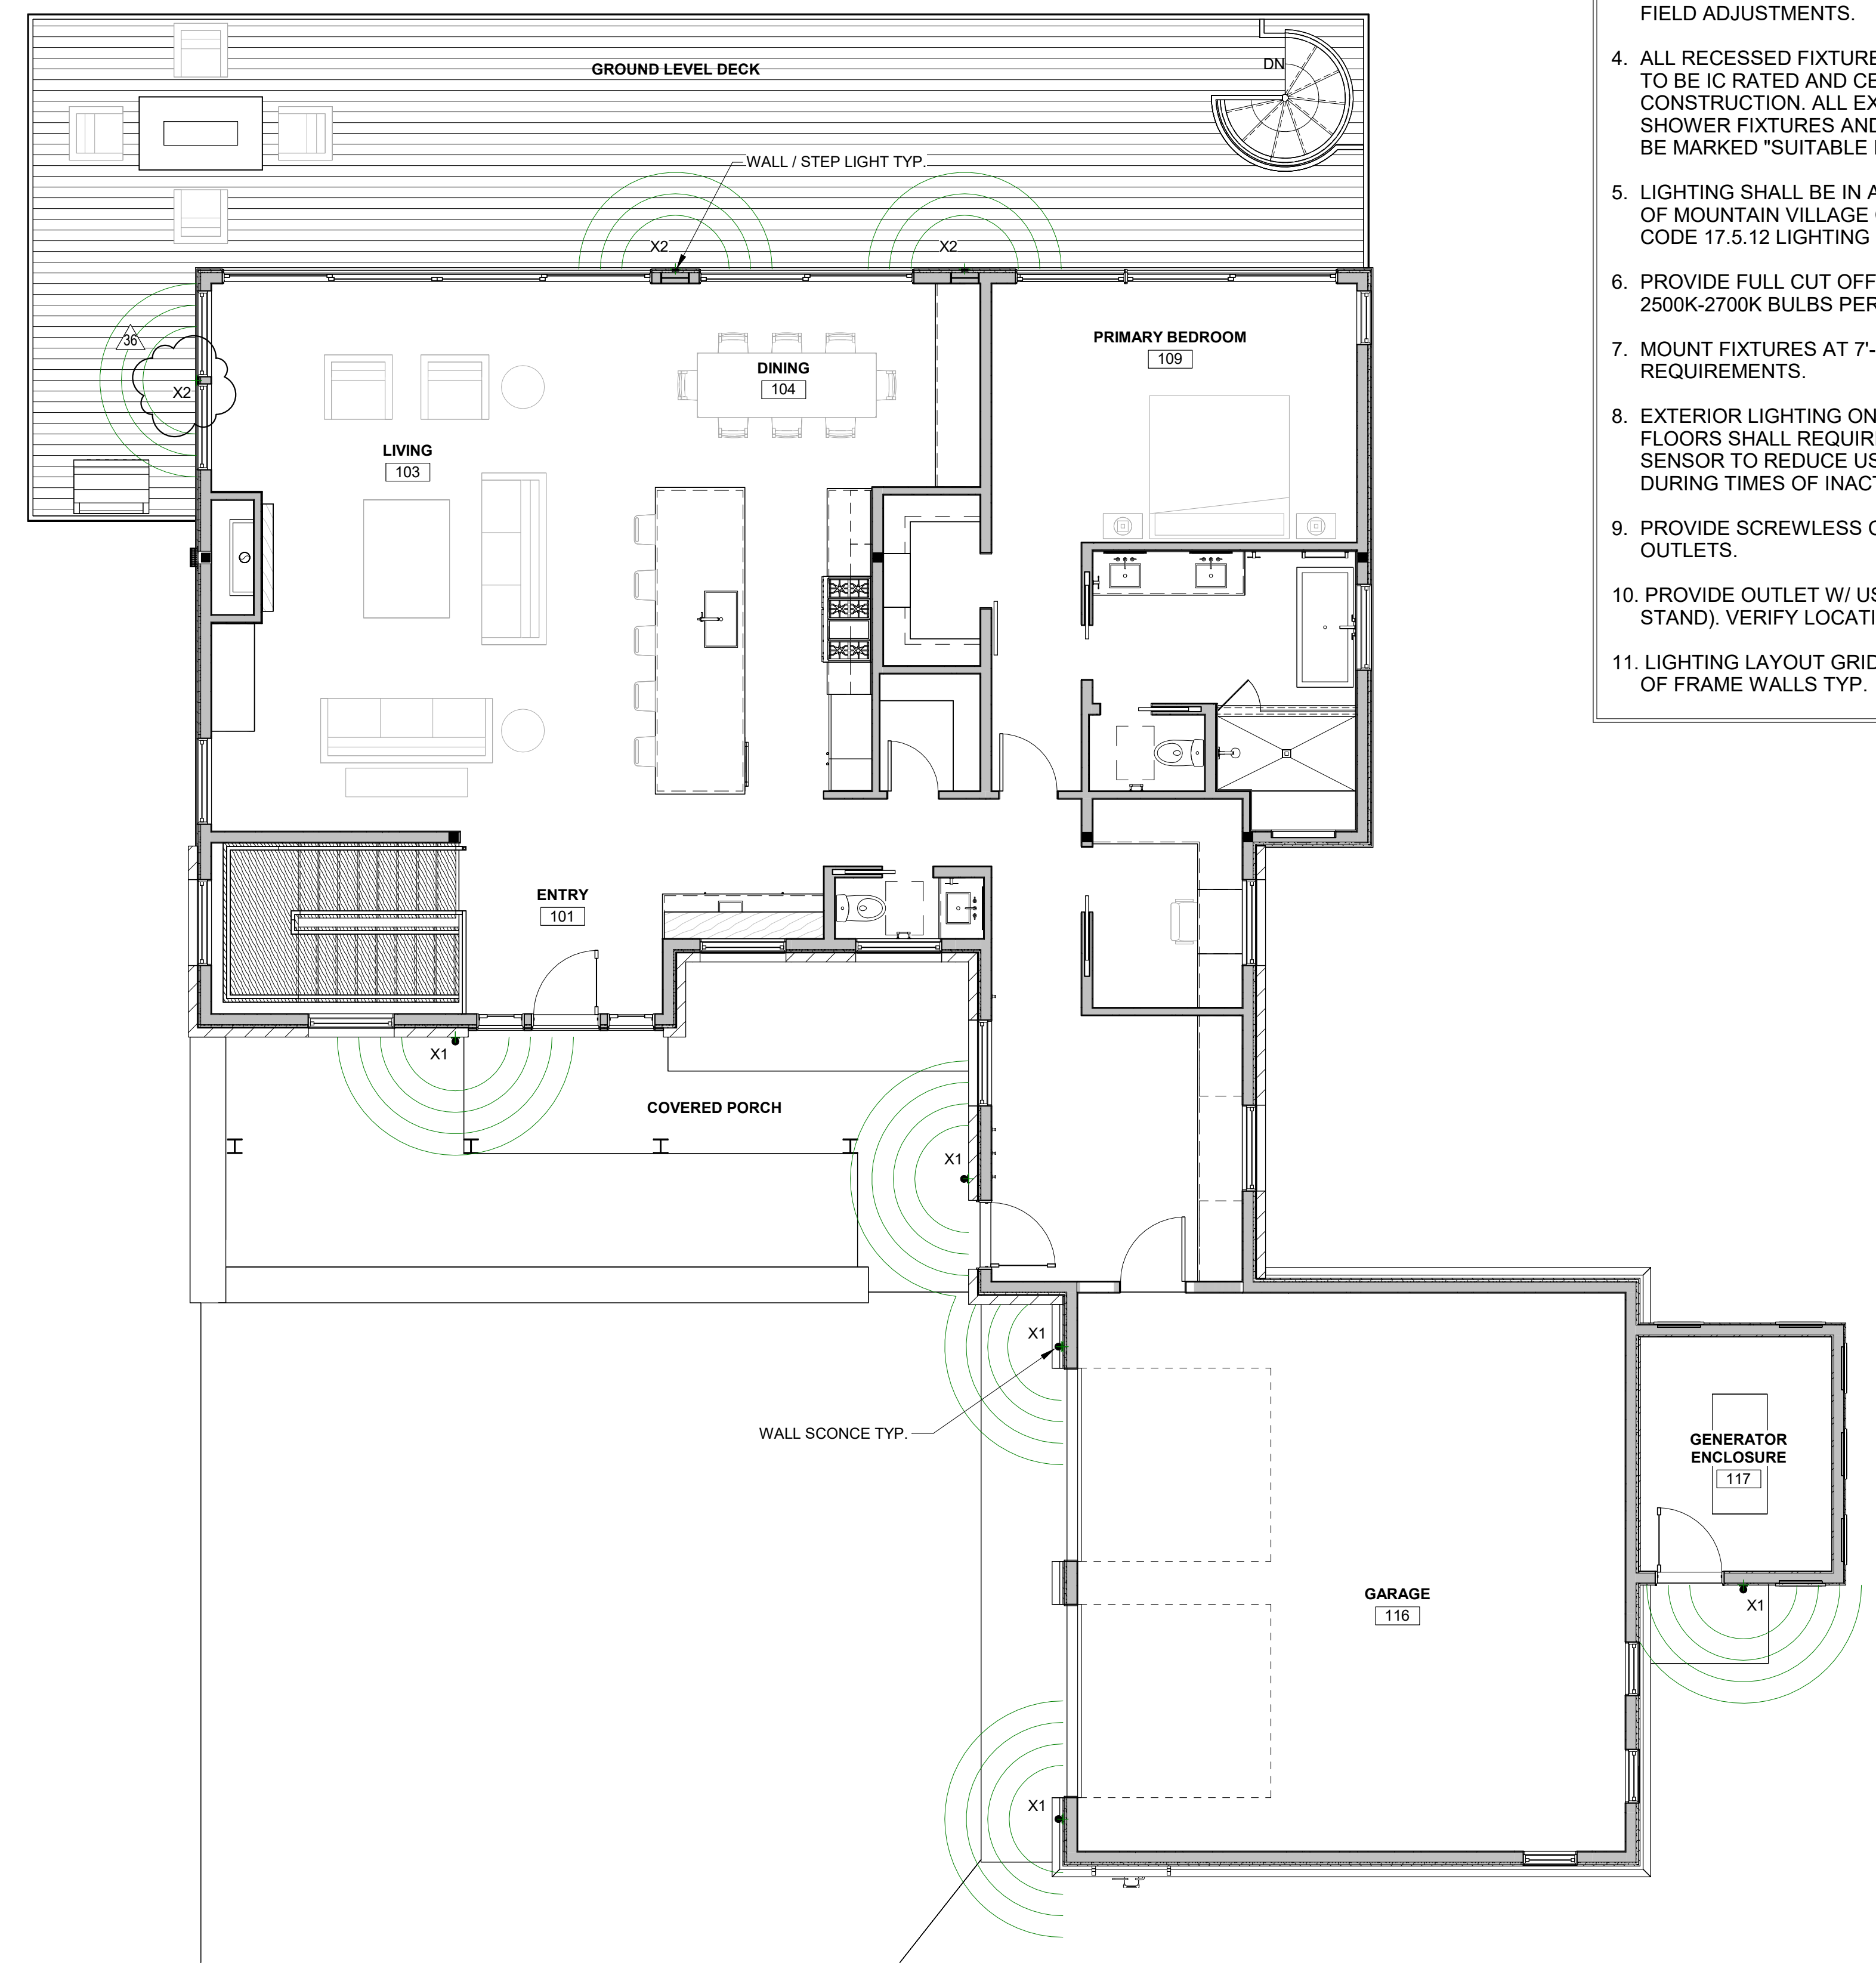 GROUND LEVEL DECK
DN
WALL / STEP LIGHT TYP.
X2
X2
36
X2
PRIMARY BEDROOM
109
DINING
104
LIVING
103
ENTRY
101
X1
COVERED PORCH
X1
X1
WALL SCONCE TYP.
GENERATOR
ENCLOSURE
117
GARAGE
116
X1
X1
FIELD ADJUSTMENTS.
4. ALL RECESSED FIXTURE
TO BE IC RATED AND CE
CONSTRUCTION. ALL EX
SHOWER FIXTURES AND
BE MARKED "SUITABLE
5. LIGHTING SHALL BE IN A
OF MOUNTAIN VILLAGE
CODE 17.5.12 LIGHTING
6. PROVIDE FULL CUT OFF
2500K-2700K BULBS PER
7. MOUNT FIXTURES AT 7'-
REQUIREMENTS.
8. EXTERIOR LIGHTING ON
FLOORS SHALL REQUIR
SENSOR TO REDUCE US
DURING TIMES OF INAC
9. PROVIDE SCREWLESS
OUTLETS.
10. PROVIDE OUTLET W/ US
STAND). VERIFY LOCATI
11. LIGHTING LAYOUT GRID
OF FRAME WALLS TYP.